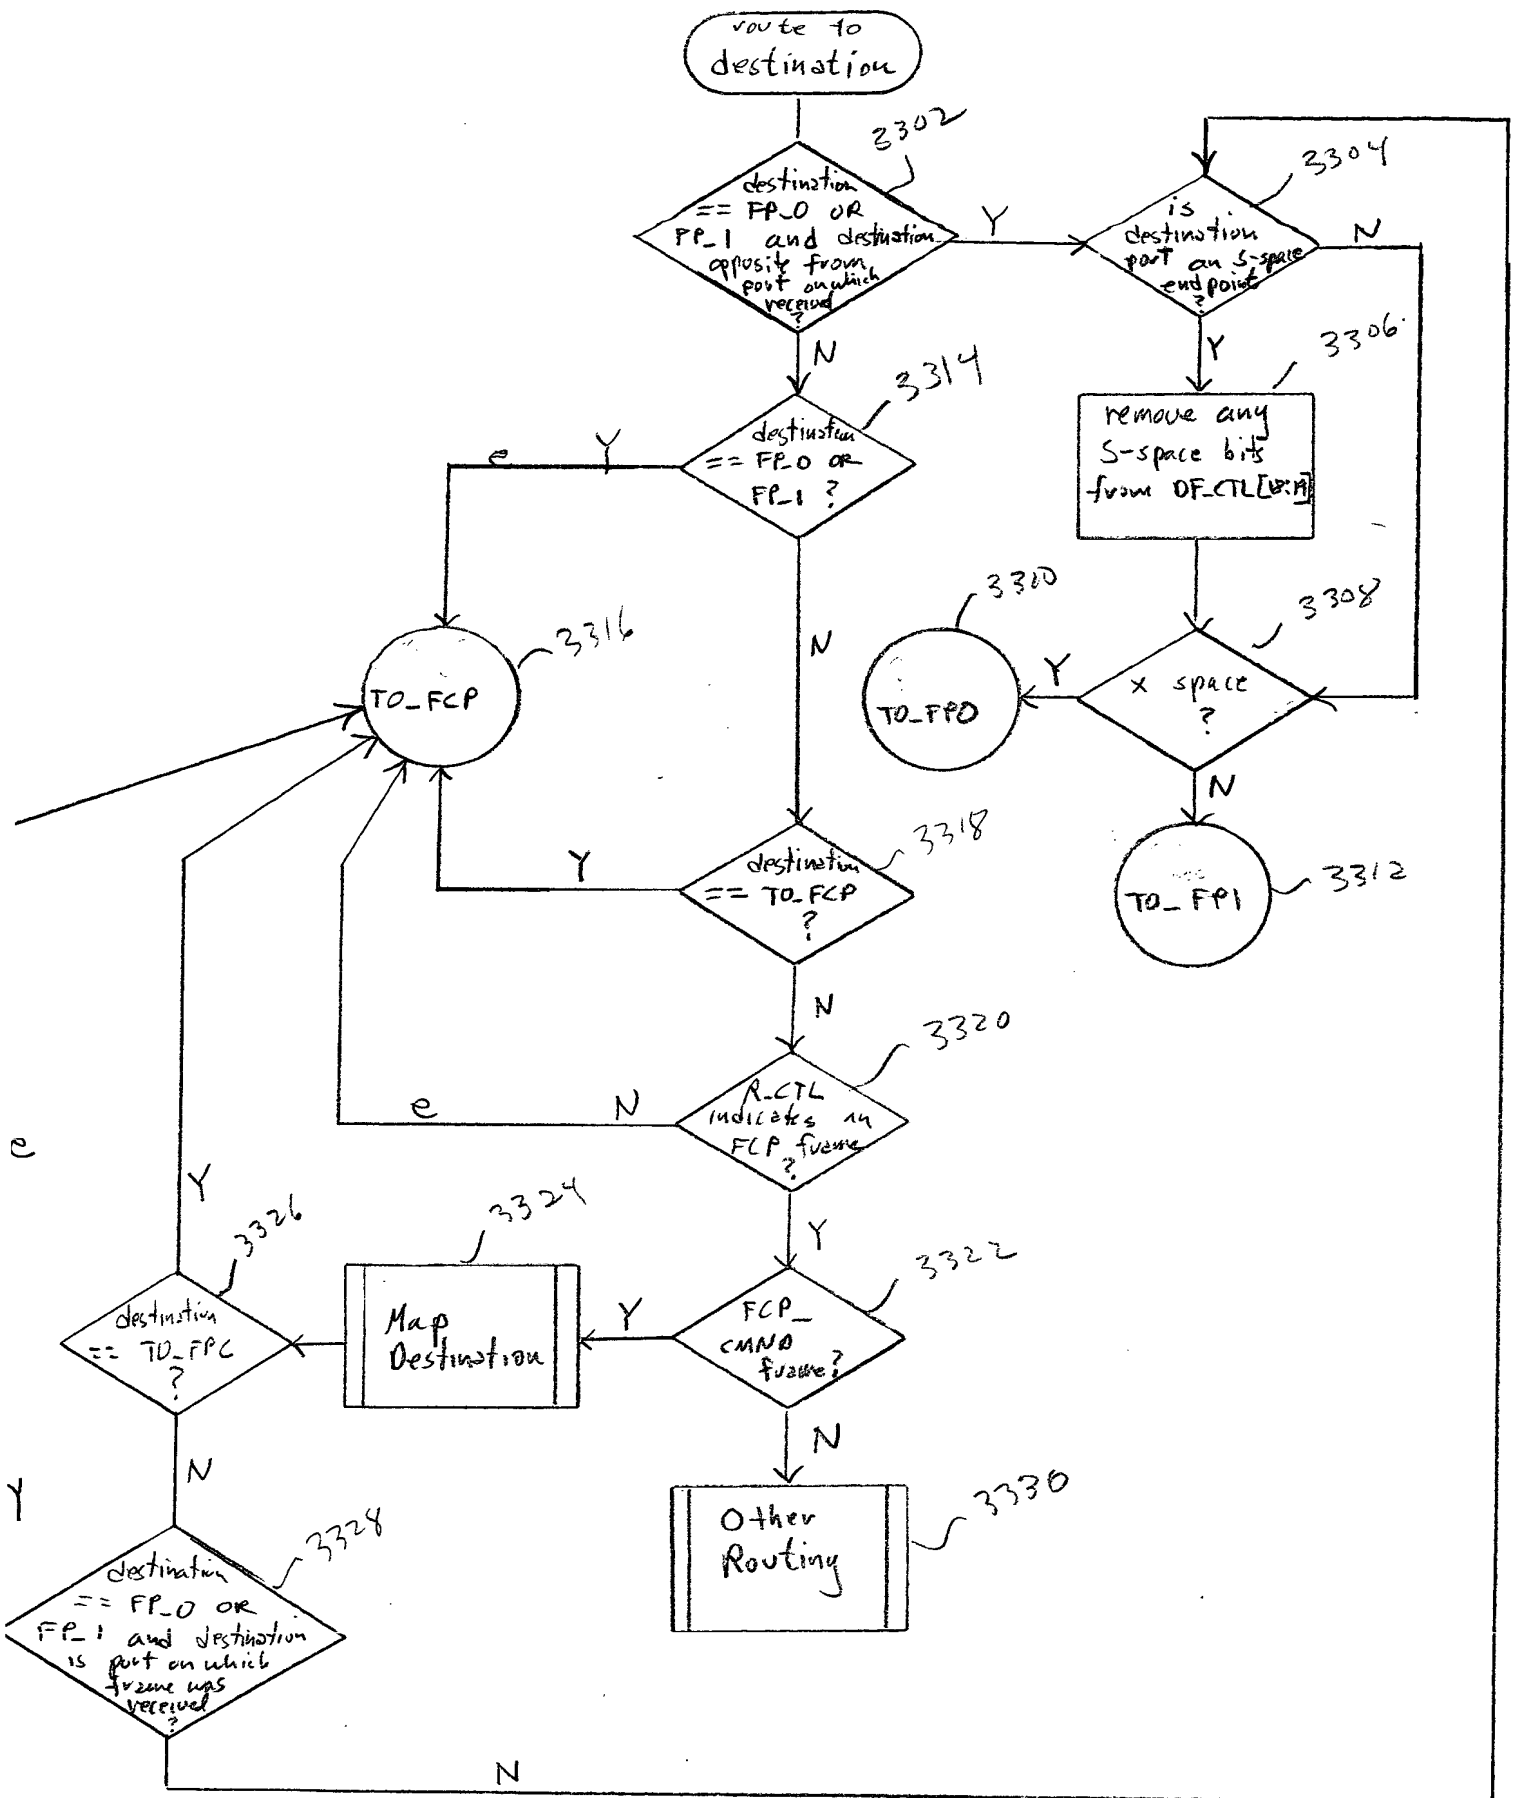 route to
destination
3302
destination
== FP_0 OR
FP_1 and destination
opposite from
port on which
received
?
Y
N
3304
is
destination
port an S-space
endpoint
?
N
Y
3306
remove any
S-space bits
from DF_CTL[18:19]
3308
x space
?
Y
3310
TO_FP0
N
TO_FP1
3312
3314
destination
== FP_0 OR
FP_1 ?
Y
e
N
3316
TO_FCP
3318
destination
== TO_FCP
?
Y
N
3320
R_CTL
indicates an
FCP frame
?
N
e
Y
3322
FCP_
CMND
frame?
Y
N
3324
Map
Destination
3326
destination
== TO_FPC
?
Y
N
e
Y
3328
destination
== FP_0 OR
FP_1 and destination
is port on which
frame was
received
?
N
3330
Other
Routing